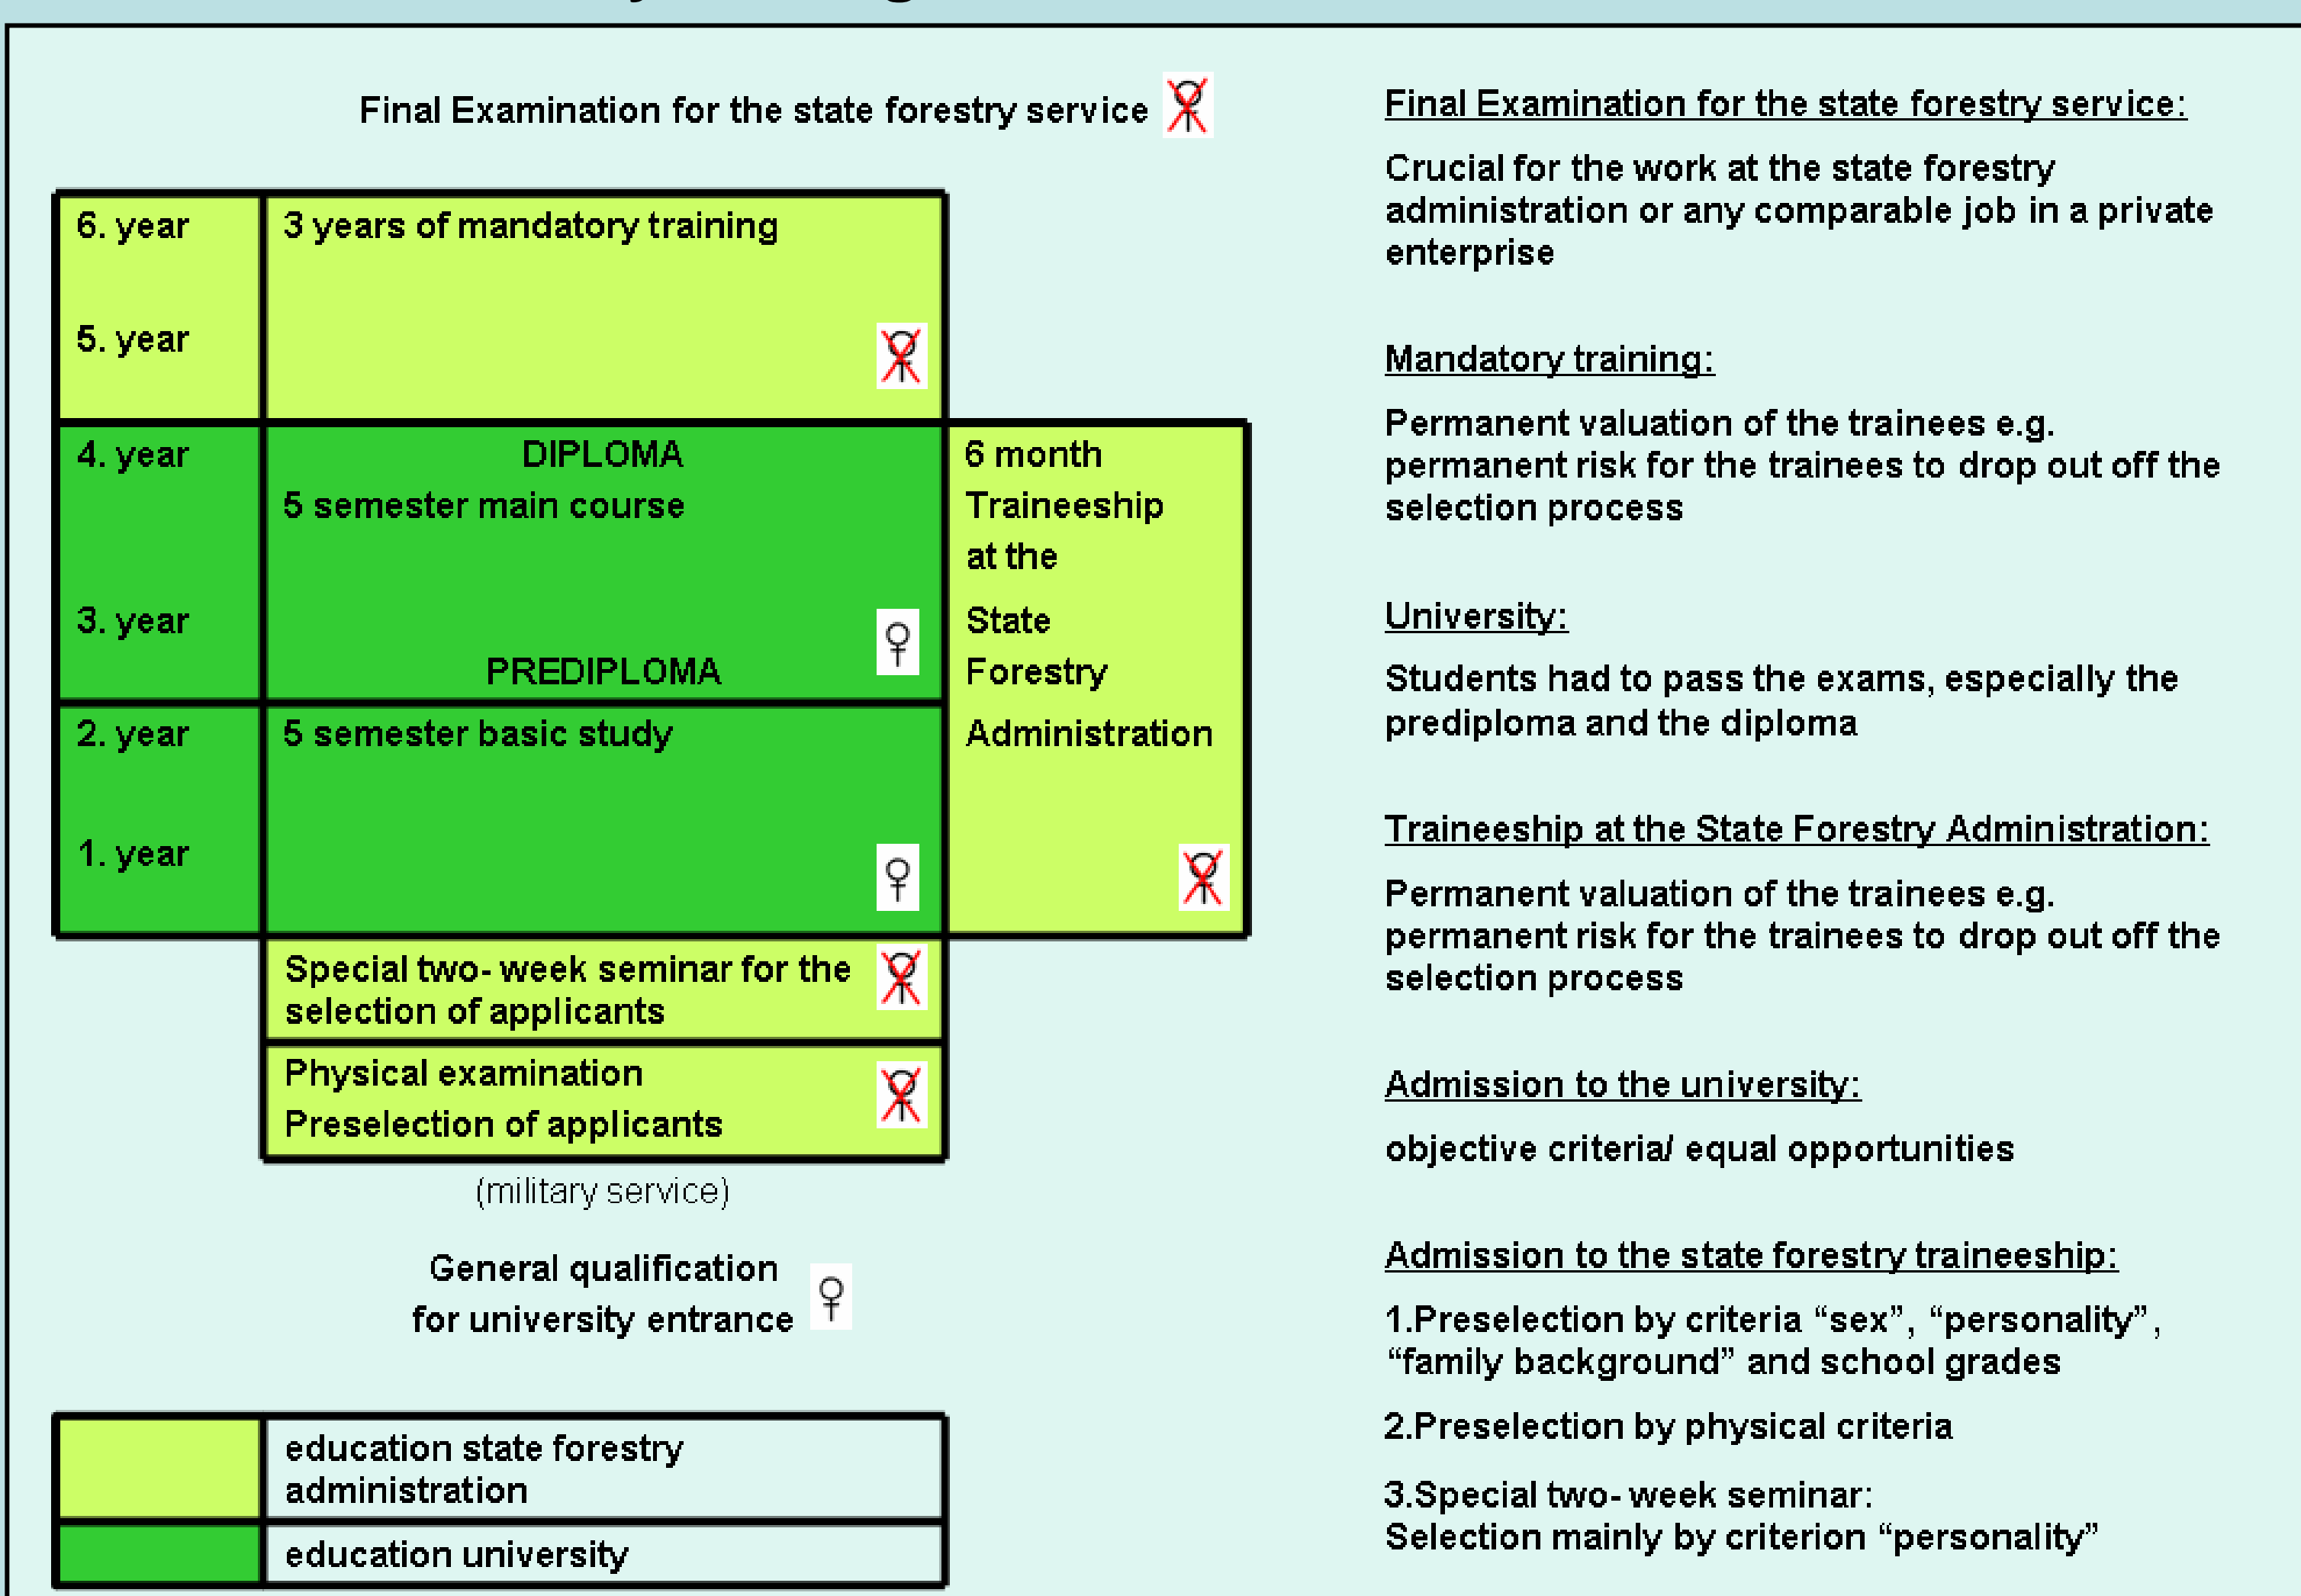 Final Examination for the state forestry service
6. year
3 years of mandatory training
5. year
4. year
DIPLOMA
5 semester main course
3. year
PREDIPLOMA
6 month
Traineeship
at the
State
Forestry
Administration
2. year
5 semester basic study
1. year
Special two- week seminar for the
selection of applicants
Physical examination
Preselection of applicants
(military service)
General qualification
for university entrance
education state forestry
administration
education university
Final Examination for the state forestry service:
Crucial for the work at the state forestry
administration or any comparable job in a private
enterprise
Mandatory training:
Permanent valuation of the trainees e.g.
permanent risk for the trainees to drop out off the
selection process
University:
Students had to pass the exams, especially the
prediploma and the diploma
Traineeship at the State Forestry Administration:
Permanent valuation of the trainees e.g.
permanent risk for the trainees to drop out off the
selection process
Admission to the university:
objective criteria/ equal opportunities
Admission to the state forestry traineeship:
1.Preselection by criteria “sex”, “personality”,
“family background” and school grades
2.Preselection by physical criteria
3.Special two- week seminar:
Selection mainly by criterion “personality”